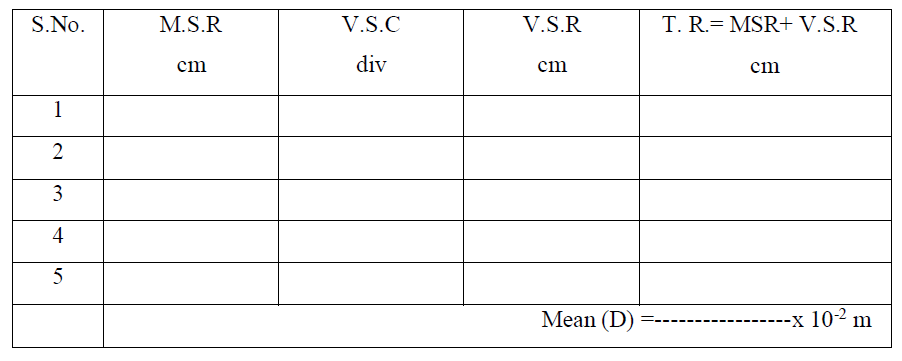 S.No. M.S.R V.S.C V.S.R T. R.= MSR+ V.S.R
cm div cm cm
1
2
3
4
5
Mean (D) =-----------------x 10⁻² m